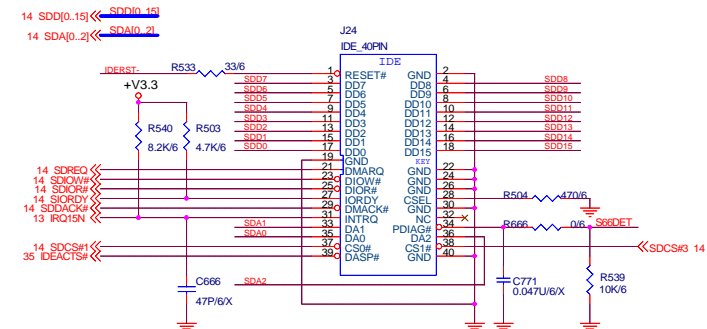 14 SDD[0..15] SDD[0..15]
14 SDA[0..2] SDA[0..2]
J24
IDE_40PIN
IDE
IDERST- R533 33/6 1 RESET# GND 2
+V3.3
SDD7 3 DD7 DD8 4 SDD8
SDD6 5 DD6 DD9 6 SDD9
SDD5 7 DD5 DD10 8 SDD10
SDD4 9 DD4 DD11 10 SDD11
SDD3 11 DD3 DD12 12 SDD12
SDD2 13 DD2 DD13 14 SDD13
SDD1 15 DD1 DD14 16 SDD14
SDD0 17 DD0 DD15 18 SDD15
R540 R503
8.2K/6 4.7K/6
19 GND KEY
14 SDREQ 21 DMARQ GND 22
14 SDIOW# 23 DIOW# GND 24
14 SDIOR# 25 DIOR# GND 26
14 SIORDY 27 IORDY CSEL 28 R504 470/6
14 SDDACK# 29 DMACK# GND 30
13 IRQ15N 31 INTRQ NC 32
SDA1 33 DA1 PDIAG# 34 R666 0/6 S66DET
SDA0 35 DA0 DA2 36
14 SDCS#1 37 CS0# CS1# 38 SDCS#3 14
35 IDEACTS# 39 DASP# GND 40
C666 SDA2
47P/6/X
C771
0.047U/6/X
R539
10K/6